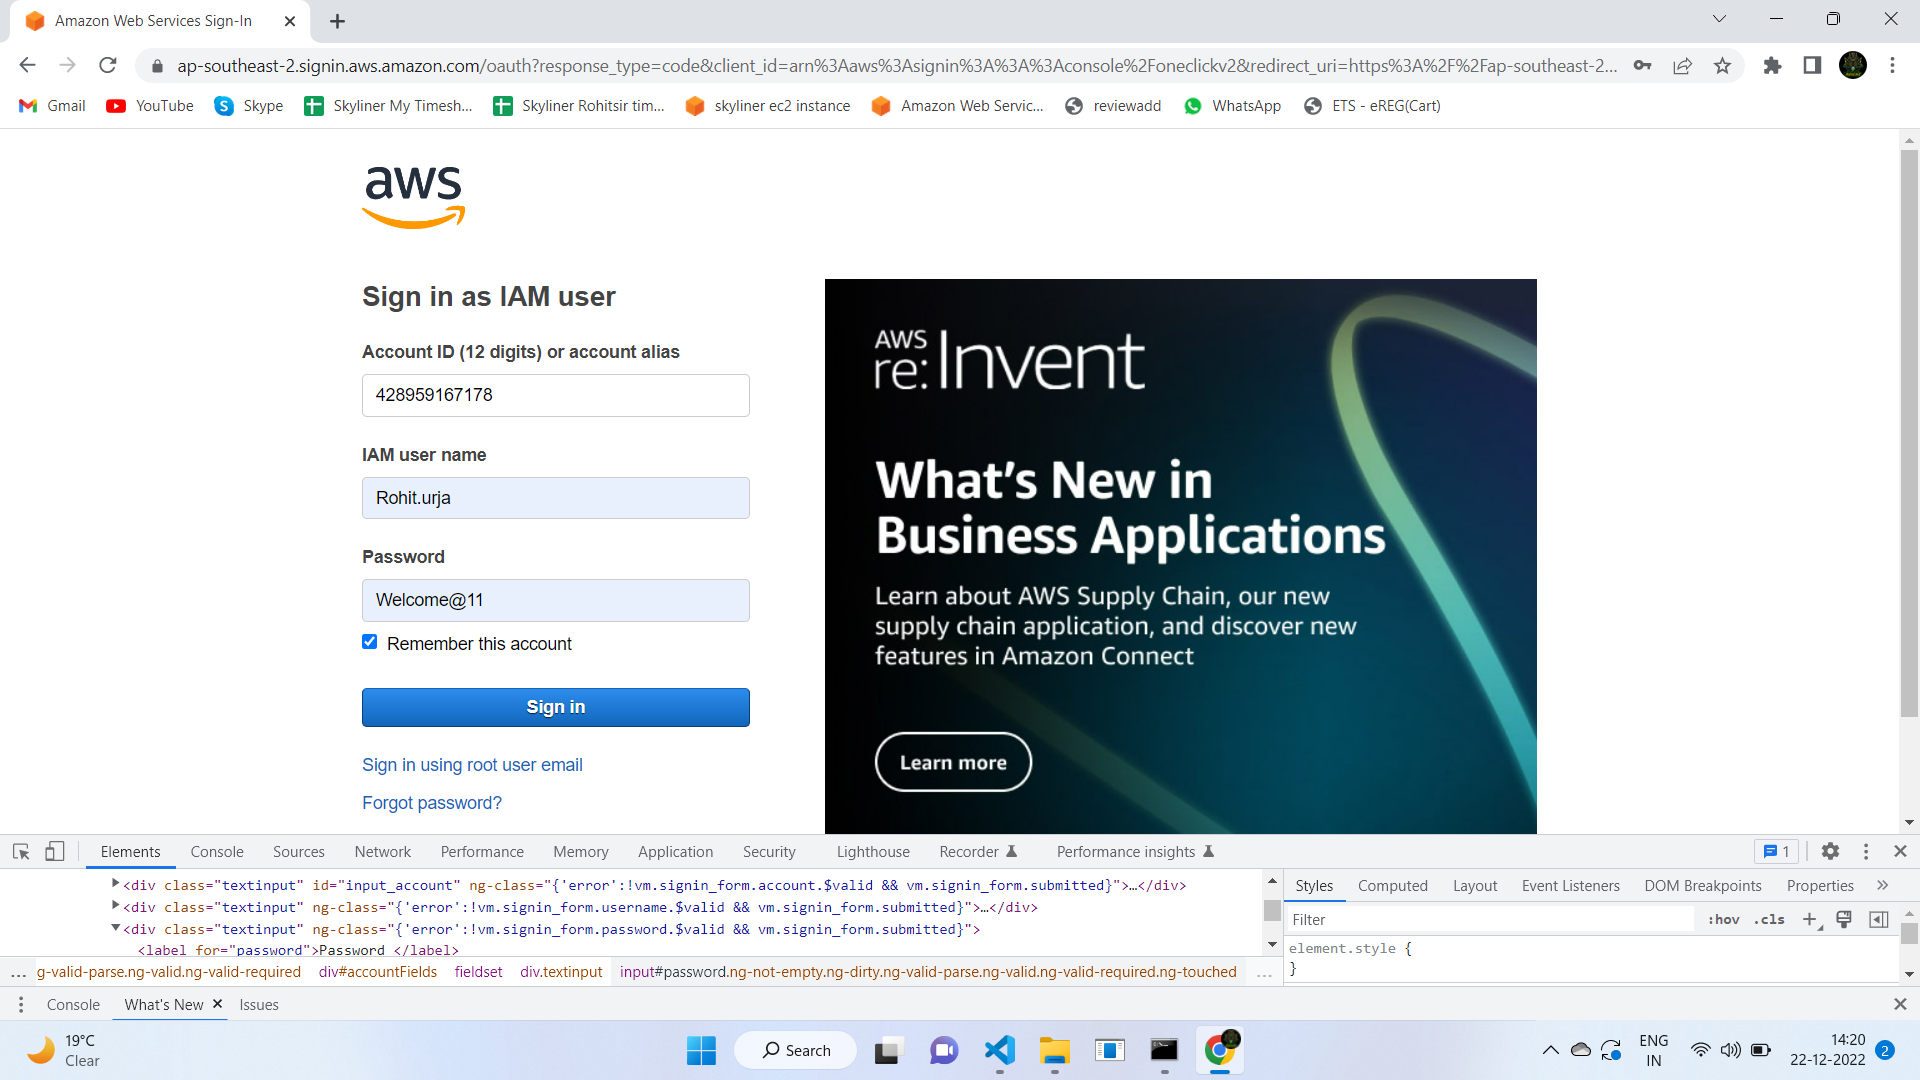 Amazon Web Services Sign-In
ap-southeast-2.signin.aws.amazon.com/oauth?response_type=code&client_id=arn%3Aaws%3Asignin%3A%3A%3Aconsole%2Foneclickv2&redirect_uri=https%3A%2F%2Fap-southeast-2...
Gmail YouTube Skype Skyliner My Timesh... Skyliner Rohitsir tim... skyliner ec2 instance Amazon Web Servic... reviewadd WhatsApp ETS - eREG(Cart)
aws
Sign in as IAM user
Account ID (12 digits) or account alias
428959167178
IAM user name
Rohit.urja
Password
Welcome@11
Remember this account
Sign in
Sign in using root user email
Forgot password?
AWS
re:Invent
What's New in
Business Applications
Learn about AWS Supply Chain, our new
supply chain application, and discover new
features in Amazon Connect
Learn more
Elements Console Sources Network Performance Memory Application Security Lighthouse Recorder Performance insights 1
<div class="textinput" id="input_account" ng-class="{'error':!vm.signin_form.account.$valid && vm.signin_form.submitted}">…</div>
<div class="textinput" ng-class="{'error':!vm.signin_form.username.$valid && vm.signin_form.submitted}">…</div>
<div class="textinput" ng-class="{'error':!vm.signin_form.password.$valid && vm.signin_form.submitted}">
<label for="password">Password </label>
... g-valid-parse.ng-valid.ng-valid-required div#accountFields fieldset div.textinput input#password.ng-not-empty.ng-dirty.ng-valid-parse.ng-valid.ng-valid-required.ng-touched ...
Styles Computed Layout Event Listeners DOM Breakpoints Properties
Filter :hov .cls
element.style {
}
Console What's New Issues
19°C
Clear
Search
ENG
IN
14:20
22-12-2022
2